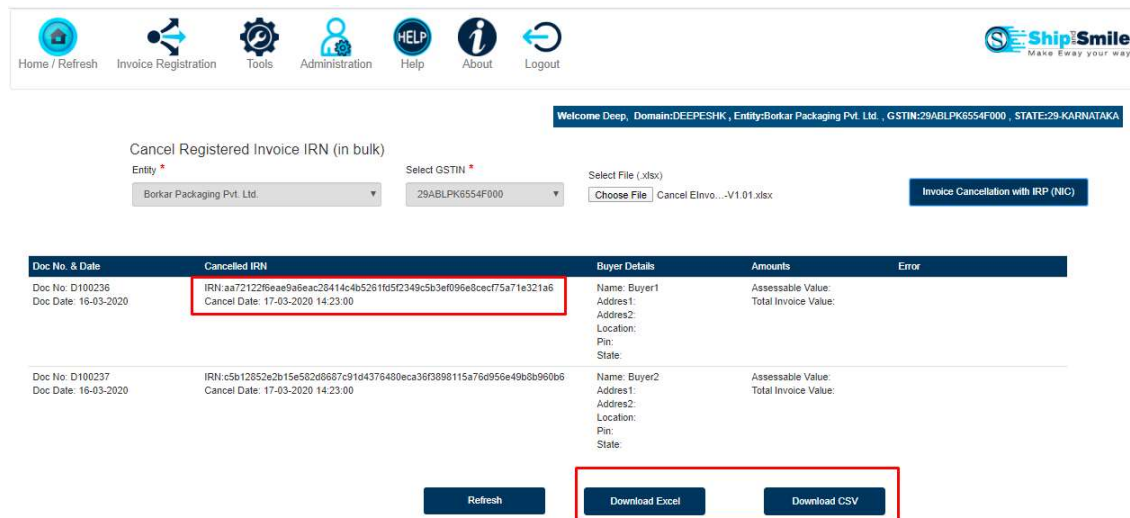 Home / Refresh Invoice Registration Tools Administration HELP Help About Logout
Ship and Smile
Make Eway your way
Welcome Deep, Domain:DEEPESHK , Entity:Borkar Packaging Pvt. Ltd. , GSTIN:29ABLPK6554F000 , STATE:29-KARNATAKA
Cancel Registered Invoice IRN (in bulk)
Entity * Select GSTIN * Select File (.xlsx)
Borkar Packaging Pvt. Ltd. 29ABLPK6554F000 Choose File Cancel EInvo...-V1.01.xlsx Invoice Cancellation with IRP (NIC)
Doc No. & Date Cancelled IRN Buyer Details Amounts Error
Doc No: D100236 IRN:aa72122f6eae9a6eac28414c4b5261fd5f2349c5b3ef096e8cecf75a71e321a6 Name: Buyer1 Assessable Value:
Doc Date: 16-03-2020 Cancel Date: 17-03-2020 14:23:00 Addres1: Total Invoice Value:
Addres2:
Location:
Pin:
State:
Doc No: D100237 IRN:c5b12852e2b15e582d8687c91d4376480eca36f3898115a76d956e49b8b960b6 Name: Buyer2 Assessable Value:
Doc Date: 16-03-2020 Cancel Date: 17-03-2020 14:23:00 Addres1: Total Invoice Value:
Addres2:
Location:
Pin:
State:
Refresh Download Excel Download CSV